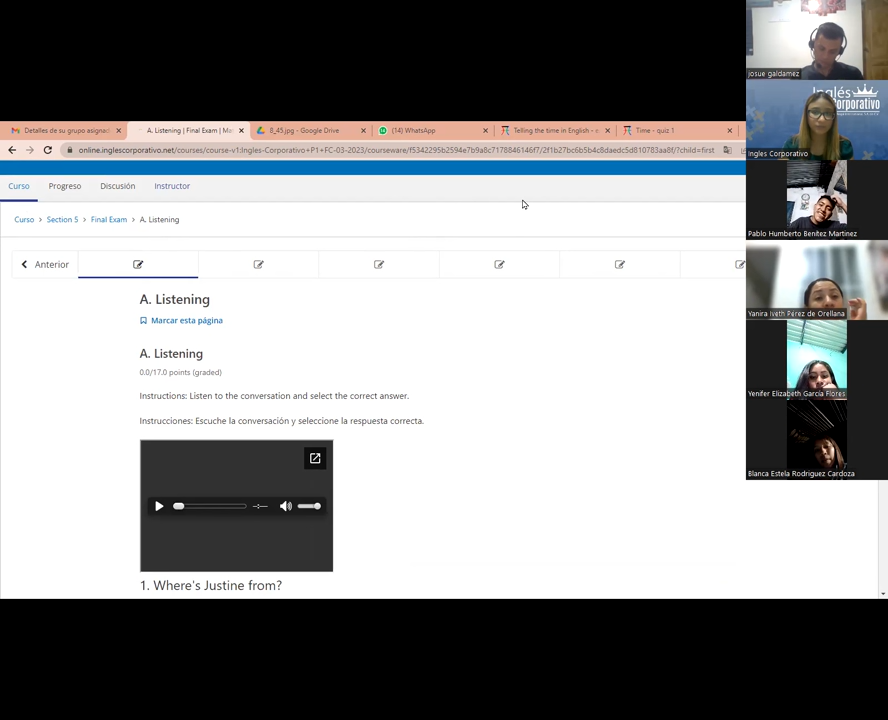 Detalles de su grupo asignad
A. Listening | Final Exam | Ma
8_45.jpg - Google Drive
(14) WhatsApp
Telling the time in English - e
Time - quiz 1
online.inglescorporativo.net/courses/course-v1:Ingles-Corporativo+P1+FC-03-2023/courseware/f5342295b2594e7b9a8c7178846146f7/2f1b27bc6b5b4c8daedc5d810783aa8f/?child=first
Curso
Progreso
Discusión
Instructor
Curso > Section 5 > Final Exam > A. Listening
Anterior
A. Listening
Marcar esta página
A. Listening
0.0/17.0 points (graded)
Instructions: Listen to the conversation and select the correct answer.
Instrucciones: Escuche la conversación y seleccione la respuesta correcta.
1. Where's Justine from?
josue galdamez
Inglés
Corporativo
Ingles Corporativo
Pablo Humberto Benítez Martinez
Yanira Iveth Pérez de Orellana
Yenifer Elizabeth García Flores
Blanca Estela Rodriguez Cardoza